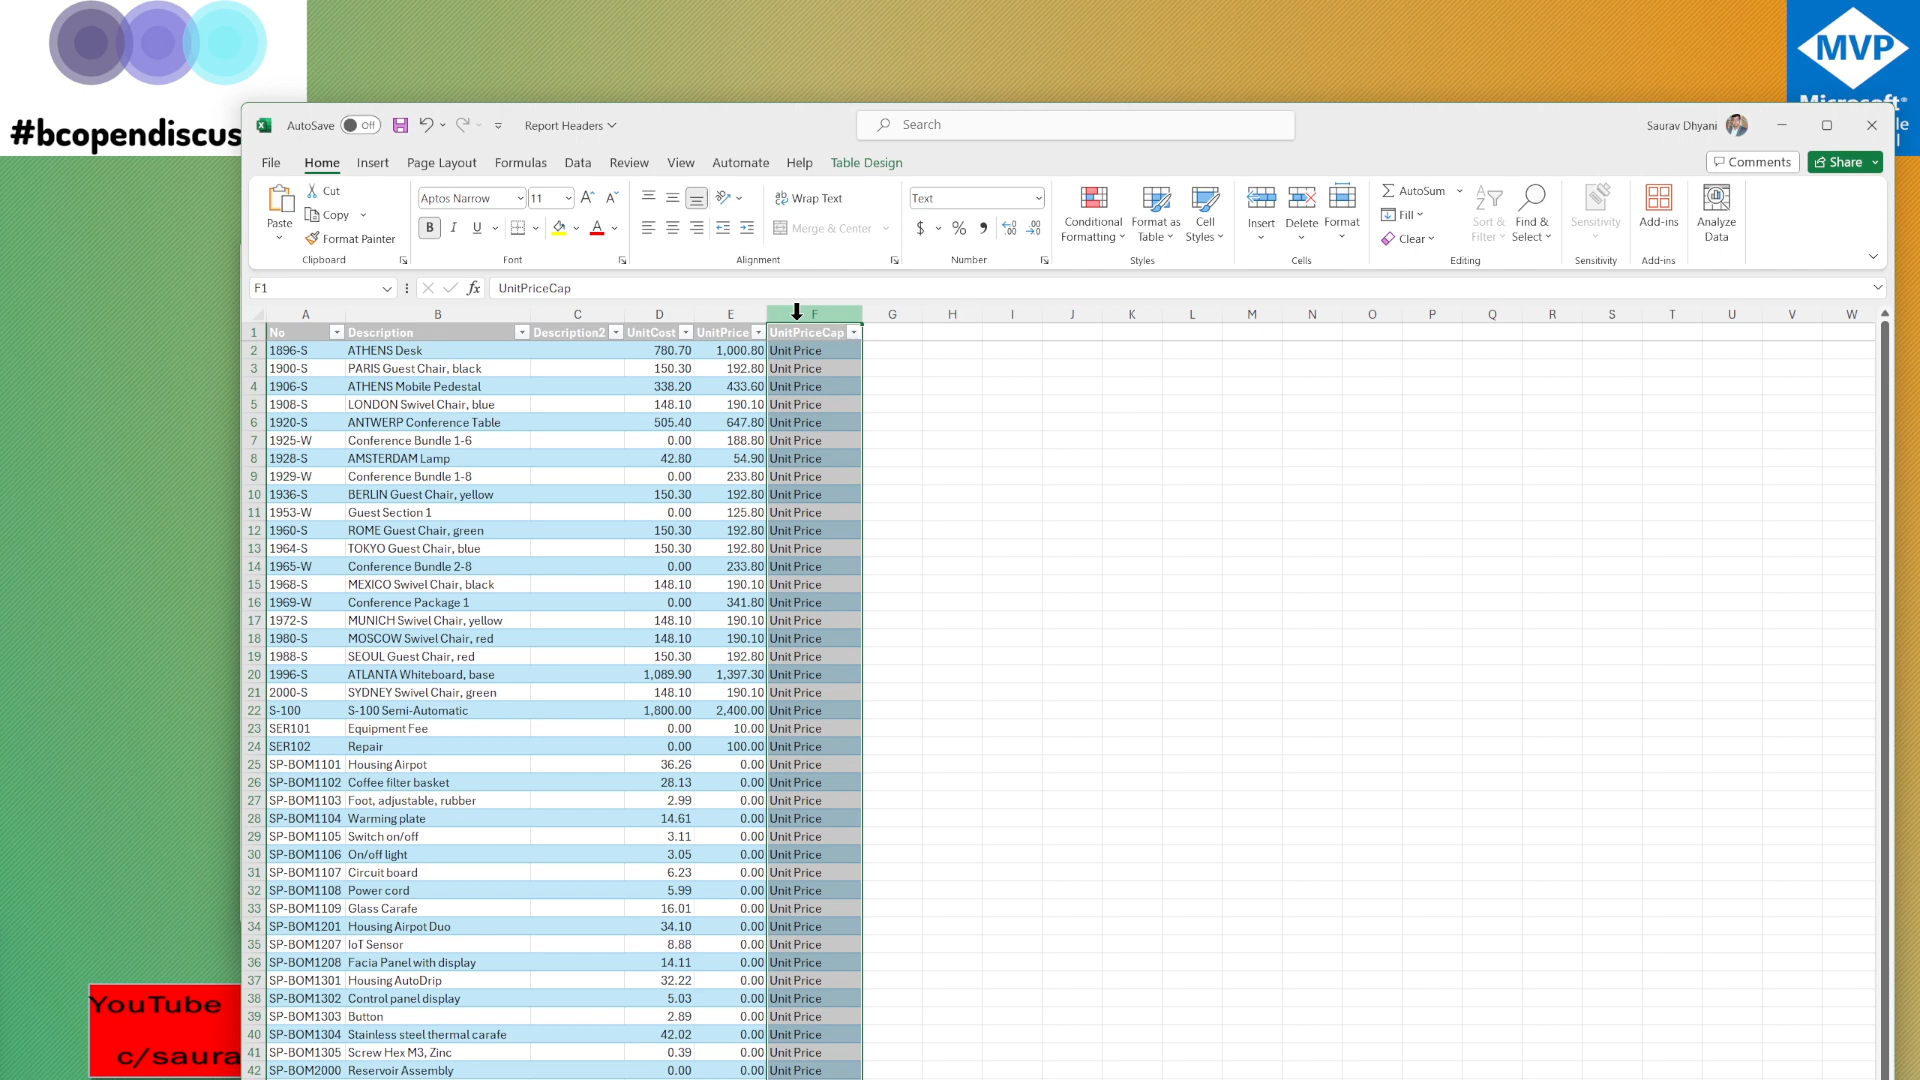 #bcopendiscus
MVP
Microsoft®
AutoSave Off Report Headers Search Saurav Dhyani
File Home Insert Page Layout Formulas Data Review View Automate Help Table Design Comments Share
Paste Cut Copy Format Painter Clipboard
Aptos Narrow 11 B I U A Font
Wrap Text Merge & Center Alignment
Text $ % Number
Conditional Formatting Format as Table Cell Styles Styles
Insert Delete Format Cells
AutoSum Fill Clear Sort & Filter Find & Select Editing
Sensitivity Sensitivity Add-ins Add-ins Analyze Data
F1 fx UnitPriceCap
A B C D E F G H I J K L M N O P Q R S T U V W
1 No Description Description2 UnitCost UnitPrice UnitPriceCap
2 1896-S ATHENS Desk 780.70 1,000.80 Unit Price
3 1900-S PARIS Guest Chair, black 150.30 192.80 Unit Price
4 1906-S ATHENS Mobile Pedestal 338.20 433.60 Unit Price
5 1908-S LONDON Swivel Chair, blue 148.10 190.10 Unit Price
6 1920-S ANTWERP Conference Table 505.40 647.80 Unit Price
7 1925-W Conference Bundle 1-6 0.00 188.80 Unit Price
8 1928-S AMSTERDAM Lamp 42.80 54.90 Unit Price
9 1929-W Conference Bundle 1-8 0.00 233.80 Unit Price
10 1936-S BERLIN Guest Chair, yellow 150.30 192.80 Unit Price
11 1953-W Guest Section 1 0.00 125.80 Unit Price
12 1960-S ROME Guest Chair, green 150.30 192.80 Unit Price
13 1964-S TOKYO Guest Chair, blue 150.30 192.80 Unit Price
14 1965-W Conference Bundle 2-8 0.00 233.80 Unit Price
15 1968-S MEXICO Swivel Chair, black 148.10 190.10 Unit Price
16 1969-W Conference Package 1 0.00 341.80 Unit Price
17 1972-S MUNICH Swivel Chair, yellow 148.10 190.10 Unit Price
18 1980-S MOSCOW Swivel Chair, red 148.10 190.10 Unit Price
19 1988-S SEOUL Guest Chair, red 150.30 192.80 Unit Price
20 1996-S ATLANTA Whiteboard, base 1,089.90 1,397.30 Unit Price
21 2000-S SYDNEY Swivel Chair, green 148.10 190.10 Unit Price
22 S-100 S-100 Semi-Automatic 1,800.00 2,400.00 Unit Price
23 SER101 Equipment Fee 0.00 10.00 Unit Price
24 SER102 Repair 0.00 100.00 Unit Price
25 SP-BOM1101 Housing Airpot 36.26 0.00 Unit Price
26 SP-BOM1102 Coffee filter basket 28.13 0.00 Unit Price
27 SP-BOM1103 Foot, adjustable, rubber 2.99 0.00 Unit Price
28 SP-BOM1104 Warming plate 14.61 0.00 Unit Price
29 SP-BOM1105 Switch on/off 3.11 0.00 Unit Price
30 SP-BOM1106 On/off light 3.05 0.00 Unit Price
31 SP-BOM1107 Circuit board 6.23 0.00 Unit Price
32 SP-BOM1108 Power cord 5.99 0.00 Unit Price
33 SP-BOM1109 Glass Carafe 16.01 0.00 Unit Price
34 SP-BOM1201 Housing Airpot Duo 34.10 0.00 Unit Price
35 SP-BOM1207 IoT Sensor 8.88 0.00 Unit Price
36 SP-BOM1208 Facia Panel with display 14.11 0.00 Unit Price
37 SP-BOM1301 Housing AutoDrip 32.22 0.00 Unit Price
38 SP-BOM1302 Control panel display 5.03 0.00 Unit Price
39 SP-BOM1303 Button 2.89 0.00 Unit Price
40 SP-BOM1304 Stainless steel thermal carafe 42.02 0.00 Unit Price
41 SP-BOM1305 Screw Hex M3, Zinc 0.39 0.00 Unit Price
42 SP-BOM2000 Reservoir Assembly 0.00 0.00 Unit Price
YouTube
c/saura